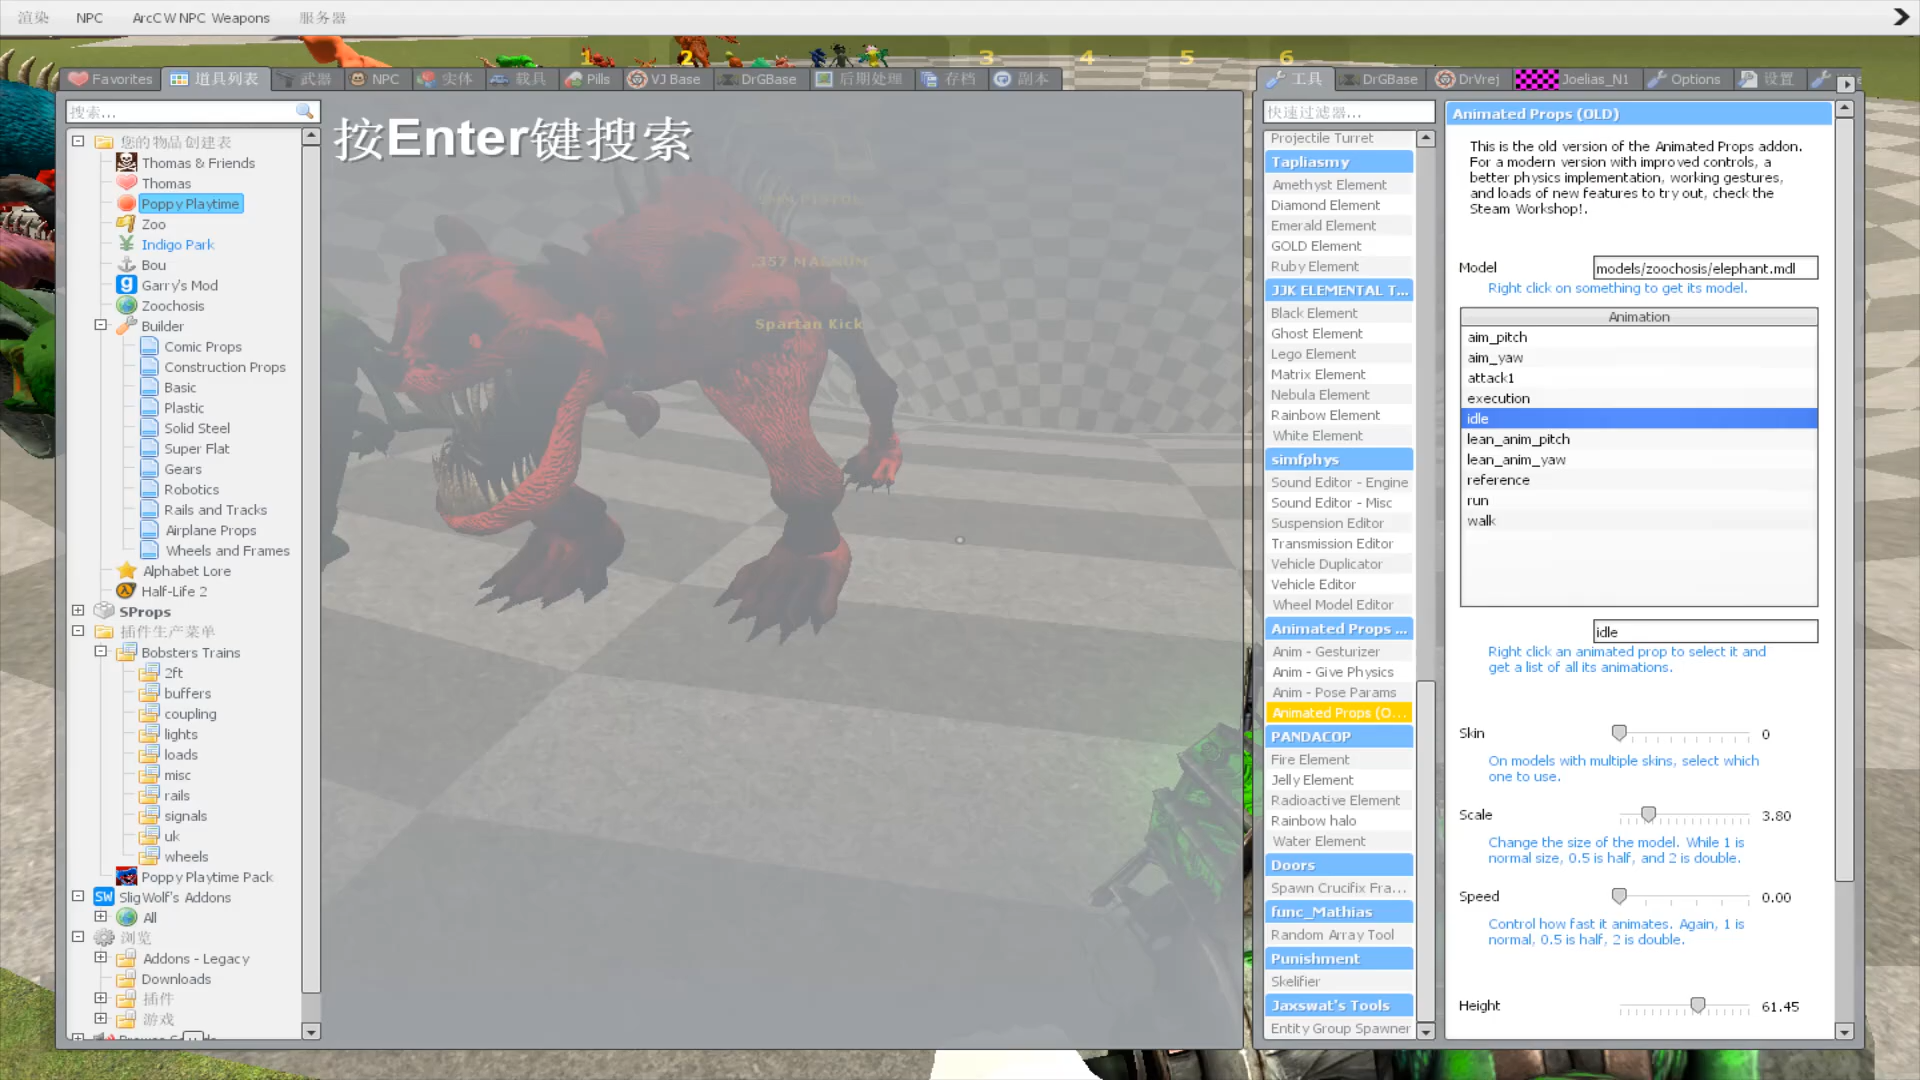 渲染 NPC ArcCW NPC Weapons 服务器
1 2 3 4 5 6
Favorites 道具列表 武器 NPC 实体 载具 Pills VJ Base DrGBase 后期处理 存档 副本
搜索...
按Enter键搜索
您的物品创建表
Thomas & Friends
Thomas
Poppy Playtime
Zoo
Indigo Park
Bou
Garry's Mod
Zoochosis
Builder
Comic Props
Construction Props
Basic
Plastic
Solid Steel
Super Flat
Gears
Robotics
Rails and Tracks
Airplane Props
Wheels and Frames
Alphabet Lore
Half-Life 2
SProps
插件生产菜单
Bobsters Trains
2ft
buffers
coupling
lights
loads
misc
rails
signals
uk
wheels
Poppy Playtime Pack
SW SligWolf's Addons
All
浏览
Addons - Legacy
Downloads
插件
游戏
.357 MAGNUM
Spartan Kick
工具 DrGBase DrVrej Joelias_N1 Options 设置
快速过滤器...
Projectile Turret
Tapliasmy
Amethyst Element
Diamond Element
Emerald Element
GOLD Element
Ruby Element
JJK ELEMENTAL T...
Black Element
Ghost Element
Lego Element
Matrix Element
Nebula Element
Rainbow Element
White Element
simfphys
Sound Editor - Engine
Sound Editor - Misc
Suspension Editor
Transmission Editor
Vehicle Duplicator
Vehicle Editor
Wheel Model Editor
Animated Props ...
Anim - Gesturizer
Anim - Give Physics
Anim - Pose Params
Animated Props (O...
PANDACOP
Fire Element
Jelly Element
Radioactive Element
Rainbow halo
Water Element
Doors
Spawn Crucifix Fra...
func_Mathias
Random Array Tool
Punishment
Skelifier
Jaxswat's Tools
Entity Group Spawner
Animated Props (OLD)
This is the old version of the Animated Props addon.
For a modern version with improved controls, a
better physics implementation, working gestures,
and loads of new features to try out, check the
Steam Workshop!.
Model models/zoochosis/elephant.mdl
Right click on something to get its model.
Animation
aim_pitch
aim_yaw
attack1
execution
idle
lean_anim_pitch
lean_anim_yaw
reference
run
walk
idle
Right click an animated prop to select it and
get a list of all its animations.
Skin 0
On models with multiple skins, select which
one to use.
Scale 3.80
Change the size of the model. While 1 is
normal size, 0.5 is half, and 2 is double.
Speed 0.00
Control how fast it animates. Again, 1 is
normal, 0.5 is half, 2 is double.
Height 61.45